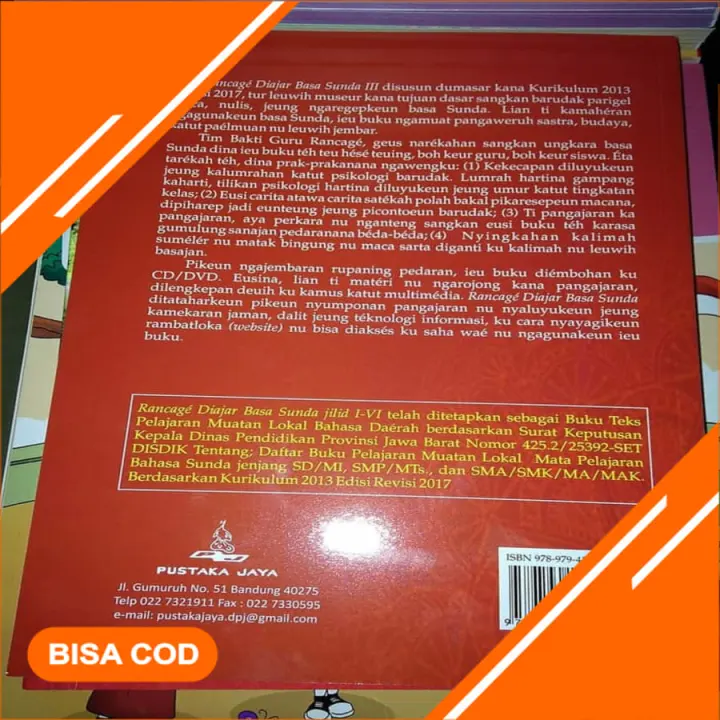 Rancagé Diajar Basa Sunda III disusun dumasar kana Kurikulum 2013
si 2017, tur leuwih museur kana tujuan dasar sangkan barudak parigel
nulis, jeung ngaregepkeun basa Sunda. Lian ti kamahéran
gagunakeun basa Sunda, ieu buku ngamuat pangaweruh sastra, budaya,
katut paélmuan nu leuwih jembar.
Tim Bakti Guru Rancagé, geus narékahan sangkan ungkara basa
Sunda dina ieu buku téh teu hésé teuing, boh keur guru, boh keur siswa. Éta
tarékah téh, dina prak-prakanana ngawengku: (1) Kekecapan diluyukeun
jeung kalumrahan katut psikologi barudak. Lumrah hartina gampang
kaharti, tilikan psikologi hartina diluyukeun jeung umur katut tingkatan
kelas; (2) Eusi carita atawa carita satékah polah bakal pikaresepeun macana,
dipiharep jadi eunteung jeung picontoeun barudak; (3) Ti pangajaran ka
pangajaran, aya perkara nu nganteng sangkan eusi buku téh karasa
gumulung sanajan pedaranana béda-béda; (4) Nyingkahan kalimah
sumélér nu matak bingung nu maca sarta diganti ku kalimah nu leuwih
basajan.
Pikeun ngajembaran rupaning pedaran, ieu buku diémbohan ku
CD/DVD. Eusina, lian ti matéri nu ngarojong kana pangajaran,
dilengkepan deuih ku kamus katut multimédia. Rancagé Diajar Basa Sunda
ditataharkeun pikeun nyumponan pangajaran nu nyaluyukeun jeung
kamekaran jaman, dalit jeung téknologi informasi, ku cara nyayagikeun
rambatloka (website) nu bisa diaksés ku saha waé nu ngagunakeun ieu
buku.
Rancagé Diajar Basa Sunda jilid I-VI telah ditetapkan sebagai Buku Teks
Pelajaran Muatan Lokal Bahasa Daérah berdasarkan Surat Keputusan
Kepala Dinas Pendidikan Provinsi Jawa Barat Nomor 425.2/25392-SET
DISDIK Tentang; Daftar Buku Pelajaran Muatan Lokal Mata Pelajaran
Bahasa Sunda jenjang SD/MI, SMP/MTs., dan SMA/SMK/MA/MAK.
Berdasarkan Kurikulum 2013 Edisi Revisi 2017
PUSTAKA JAYA
Jl. Gumuruh No. 51 Bandung 40275
Telp 022 7321911 Fax : 022 7330595
e-mail: pustakajaya.dpj@gmail.com
ISBN 978-979-4
BISA COD